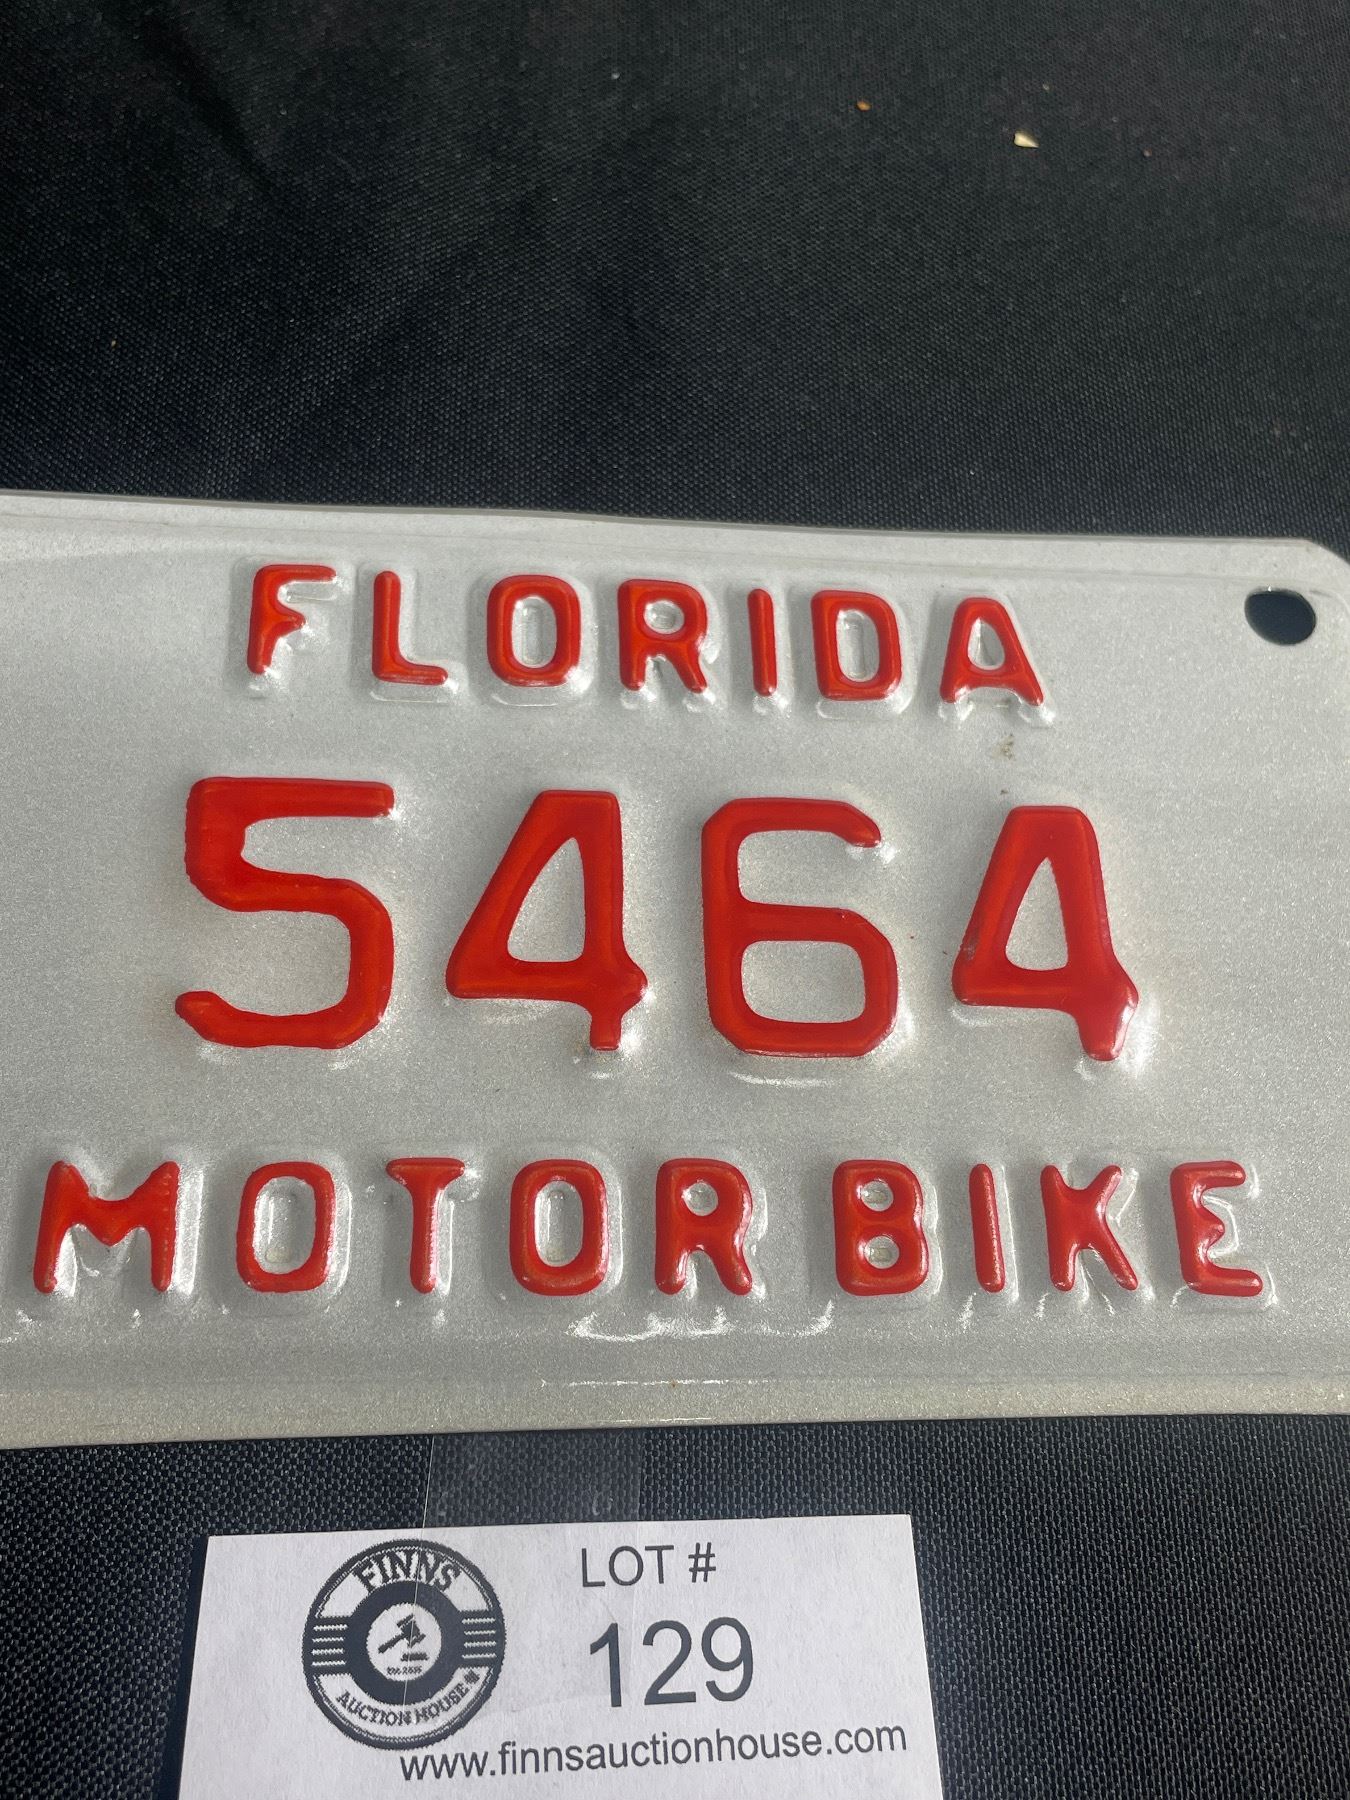 FLORIDA
5464
MOTOR BIKE
FINNS
AUCTION HOUSE
LOT #
129
www.finnsauctionhouse.com